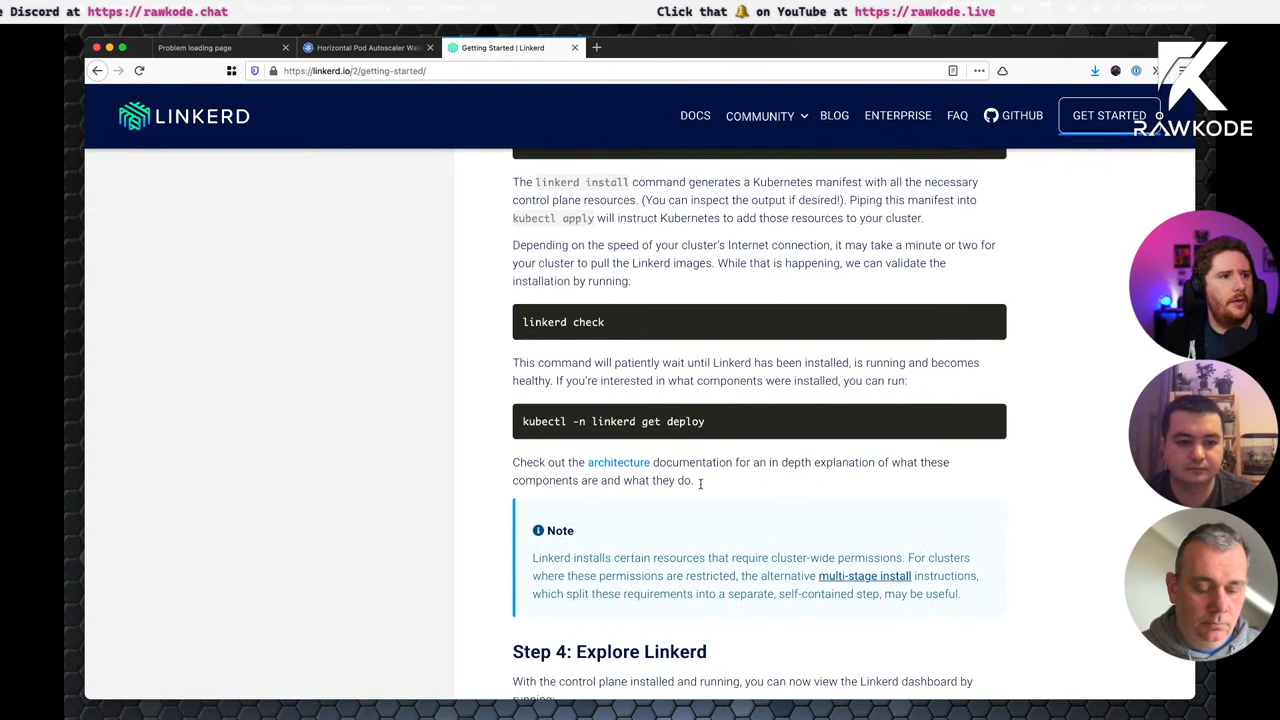 e Discord at https://rawkode.chat
Click that 🔔 on YouTube at https://rawkode.live
Problem loading page
Horizontal Pod Autoscaler Wal
Getting Started | Linkerd
https://linkerd.io/2/getting-started/
LINKERD
DOCS
COMMUNITY
BLOG
ENTERPRISE
FAQ
GITHUB
GET STARTED
RAWKODE
The linkerd install command generates a Kubernetes manifest with all the necessary
control plane resources. (You can inspect the output if desired!). Piping this manifest into
kubectl apply will instruct Kubernetes to add those resources to your cluster.
Depending on the speed of your cluster's Internet connection, it may take a minute or two for
your cluster to pull the Linkerd images. While that is happening, we can validate the
installation by running:
linkerd check
This command will patiently wait until Linkerd has been installed, is running and becomes
healthy. If you're interested in what components were installed, you can run:
kubectl -n linkerd get deploy
Check out the architecture documentation for an in depth explanation of what these
components are and what they do.
Note
Linkerd installs certain resources that require cluster-wide permissions. For clusters
where these permissions are restricted, the alternative multi-stage install instructions,
which split these requirements into a separate, self-contained step, may be useful.
Step 4: Explore Linkerd
With the control plane installed and running, you can now view the Linkerd dashboard by
running: